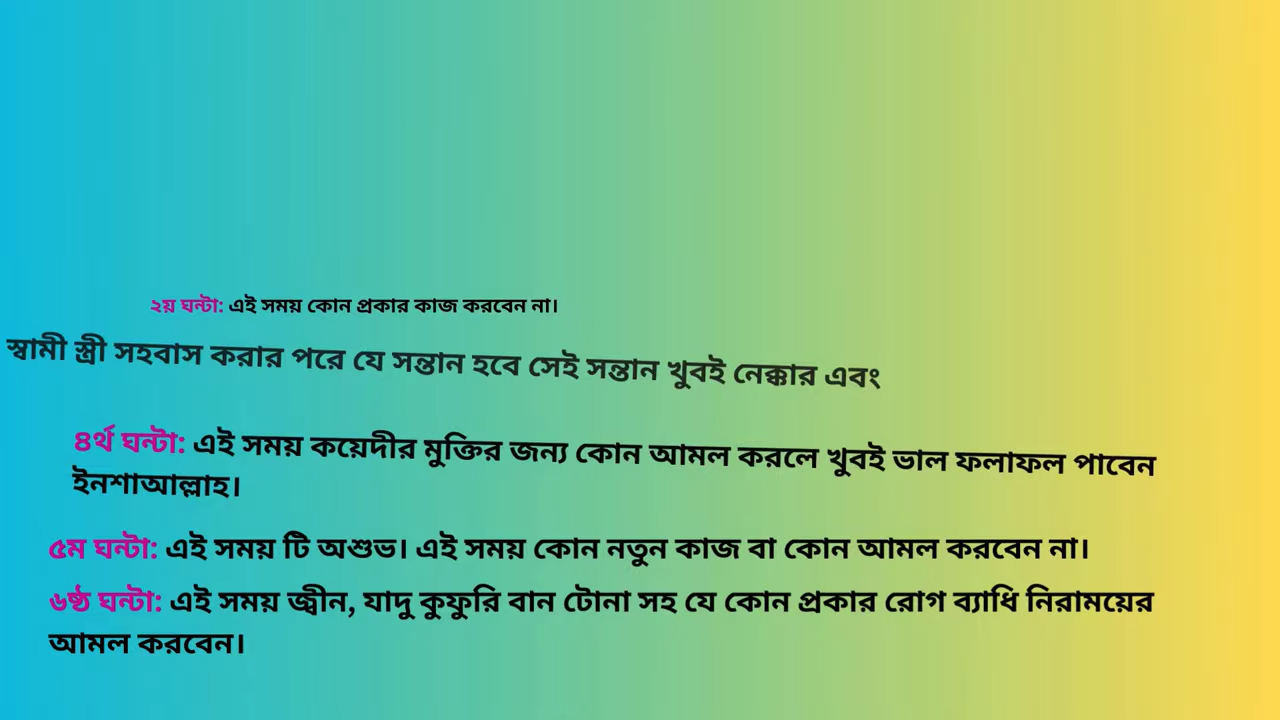 ২য় ঘন্টা: এই সময় কোন প্রকার কাজ করবেন না।
স্বামী স্ত্রী সহবাস করার পরে যে সন্তান হবে সেই সন্তান খুবই নেক্কার এবং
৪র্থ ঘন্টা: এই সময় কয়েদীর মুক্তির জন্য কোন আমল করলে খুবই ভাল ফলাফল পাবেন
ইনশাআল্লাহ।
৫ম ঘন্টা: এই সময় টি অশুভ। এই সময় কোন নতুন কাজ বা কোন আমল করবেন না।
৬ষ্ঠ ঘন্টা: এই সময় জ্বীন, যাদু কুফুরি বান টোনা সহ যে কোন প্রকার রোগ ব্যাধি নিরাময়ের
আমল করবেন।